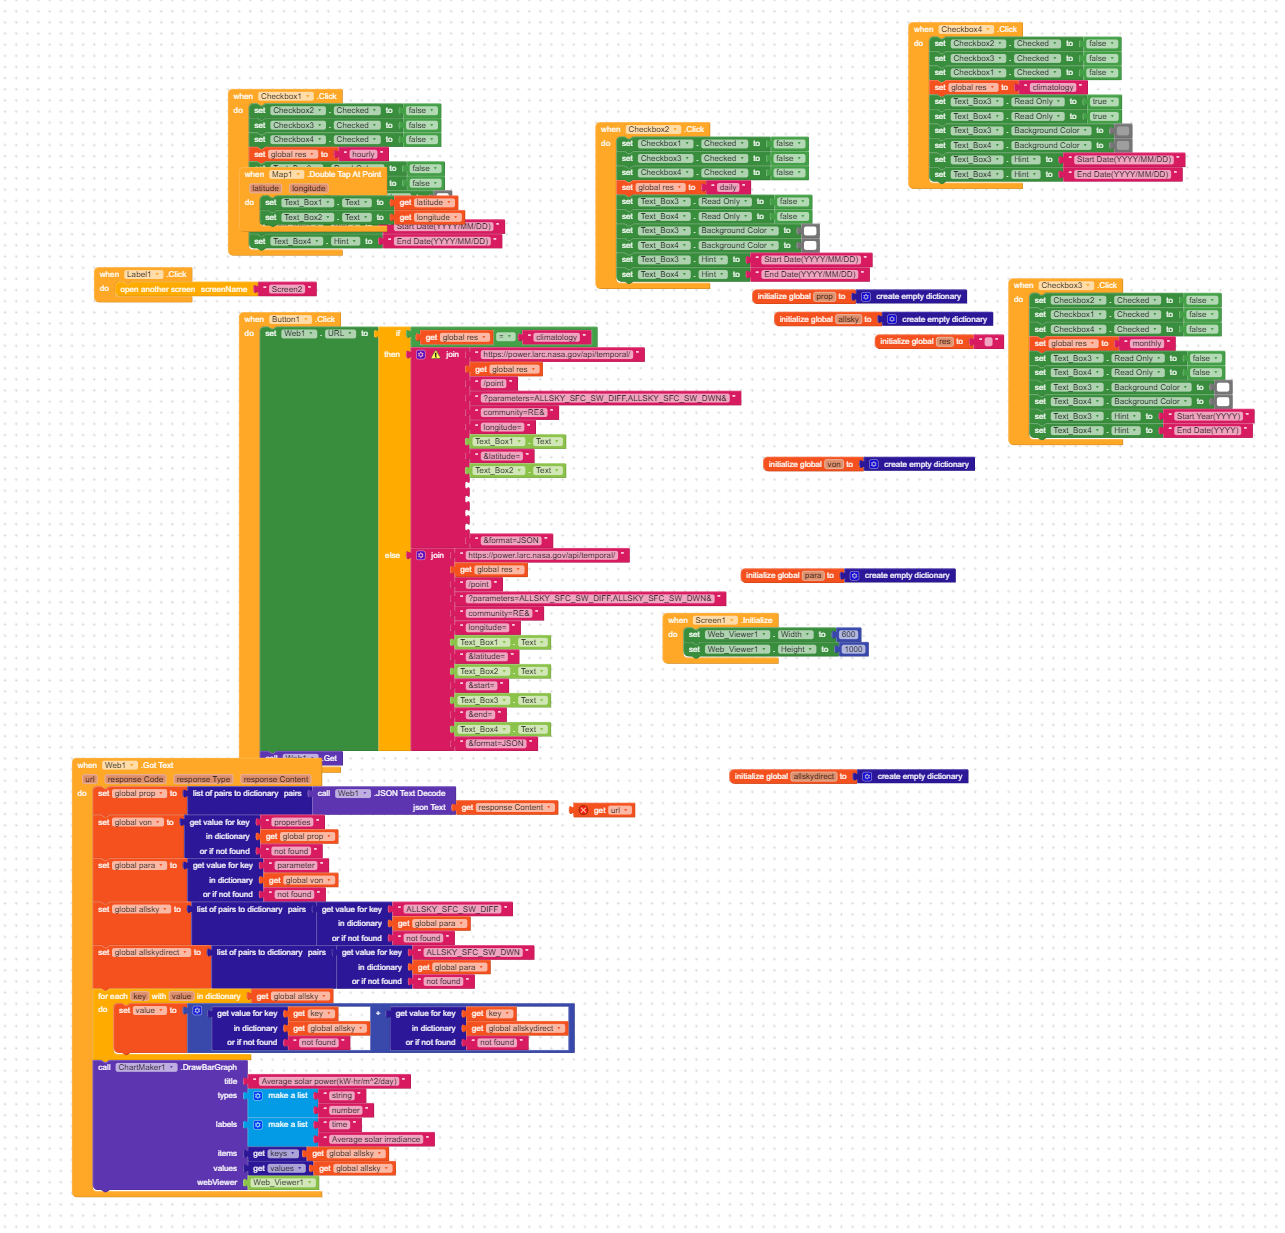 when Checkbox4 .Click
do set Checkbox2 . Checked to false
set Checkbox3 . Checked to false
set Checkbox1 . Checked to false
set global res to " climatology "
set Text_Box3 . Read Only to true
set Text_Box4 . Read Only to true
set Text_Box3 . Background Color to
set Text_Box4 . Background Color to
set Text_Box3 . Hint to " Start Date(YYYY/MM/DD) "
set Text_Box4 . Hint to " End Date(YYYY/MM/DD) "
when Checkbox1 .Click
do set Checkbox2 . Checked to false
set Checkbox3 . Checked to false
set Checkbox4 . Checked to false
set global res to " hourly "
false
false
Start Date(YYYY/MM/DD) "
set Text_Box4 . Hint to " End Date(YYYY/MM/DD) "
when Map1 .Double Tap At Point
latitude longitude
do set Text_Box1 . Text to get latitude
set Text_Box2 . Text to get longitude
when Checkbox2 .Click
do set Checkbox1 . Checked to false
set Checkbox3 . Checked to false
set Checkbox4 . Checked to false
set global res to " daily "
set Text_Box3 . Read Only to false
set Text_Box4 . Read Only to false
set Text_Box3 . Background Color to
set Text_Box4 . Background Color to
set Text_Box3 . Hint to " Start Date(YYYY/MM/DD) "
set Text_Box4 . Hint to " End Date(YYYY/MM/DD) "
when Label1 .Click
do open another screen screenName " Screen2 "
initialize global prop to create empty dictionary
initialize global allsky to create empty dictionary
initialize global res to " "
when Checkbox3 .Click
do set Checkbox2 . Checked to false
set Checkbox1 . Checked to false
set Checkbox4 . Checked to false
set global res to " monthly "
set Text_Box3 . Read Only to false
set Text_Box4 . Read Only to false
set Text_Box3 . Background Color to
set Text_Box4 . Background Color to
set Text_Box3 . Hint to " Start Year(YYYY) "
set Text_Box4 . Hint to " End Date(YYYY) "
when Button1 .Click
do set Web1 . URL to if get global res = " climatology "
then join " https://power.larc.nasa.gov/api/temporal/ "
get global res
" /point "
" ?parameters=ALLSKY_SFC_SW_DIFF,ALLSKY_SFC_SW_DWN& "
" community=RE& "
" longitude= "
Text_Box1 . Text
" &latitude= "
Text_Box2 . Text
" &format=JSON "
else join " https://power.larc.nasa.gov/api/temporal/ "
get global res
" /point "
" ?parameters=ALLSKY_SFC_SW_DIFF,ALLSKY_SFC_SW_DWN& "
" community=RE& "
" longitude= "
Text_Box1 . Text
" &latitude= "
Text_Box2 . Text
" &start= "
Text_Box3 . Text
" &end= "
Text_Box4 . Text
" &format=JSON "
call Web1 .Get
initialize global von to create empty dictionary
initialize global para to create empty dictionary
when Screen1 .Initialize
do set Web_Viewer1 . Width to 600
set Web_Viewer1 . Height to 1000
initialize global allskydirect to create empty dictionary
when Web1 .Got Text
url response Code response Type response Content
do set global prop to list of pairs to dictionary pairs call Web1 .JSON Text Decode
json Text get response Content
get url
set global von to get value for key " properties "
in dictionary get global prop
or if not found " not found "
set global para to get value for key " parameter "
in dictionary get global von
or if not found " not found "
set global allsky to list of pairs to dictionary pairs get value for key " ALLSKY_SFC_SW_DIFF "
in dictionary get global para
or if not found " not found "
set global allskydirect to list of pairs to dictionary pairs get value for key " ALLSKY_SFC_SW_DWN "
in dictionary get global para
or if not found " not found "
for each key with value in dictionary get global allsky
do set value to get value for key get key + get value for key get key
in dictionary get global allsky in dictionary get global allskydirect
or if not found " not found " or if not found " not found "
call ChartMaker1 .DrawBarGraph
title " Average solar power(kW-hr/m^2/day) "
types make a list " string "
" number "
labels make a list " time "
" Average solar irradiance "
items get keys get global allsky
values get values get global allsky
webViewer Web_Viewer1